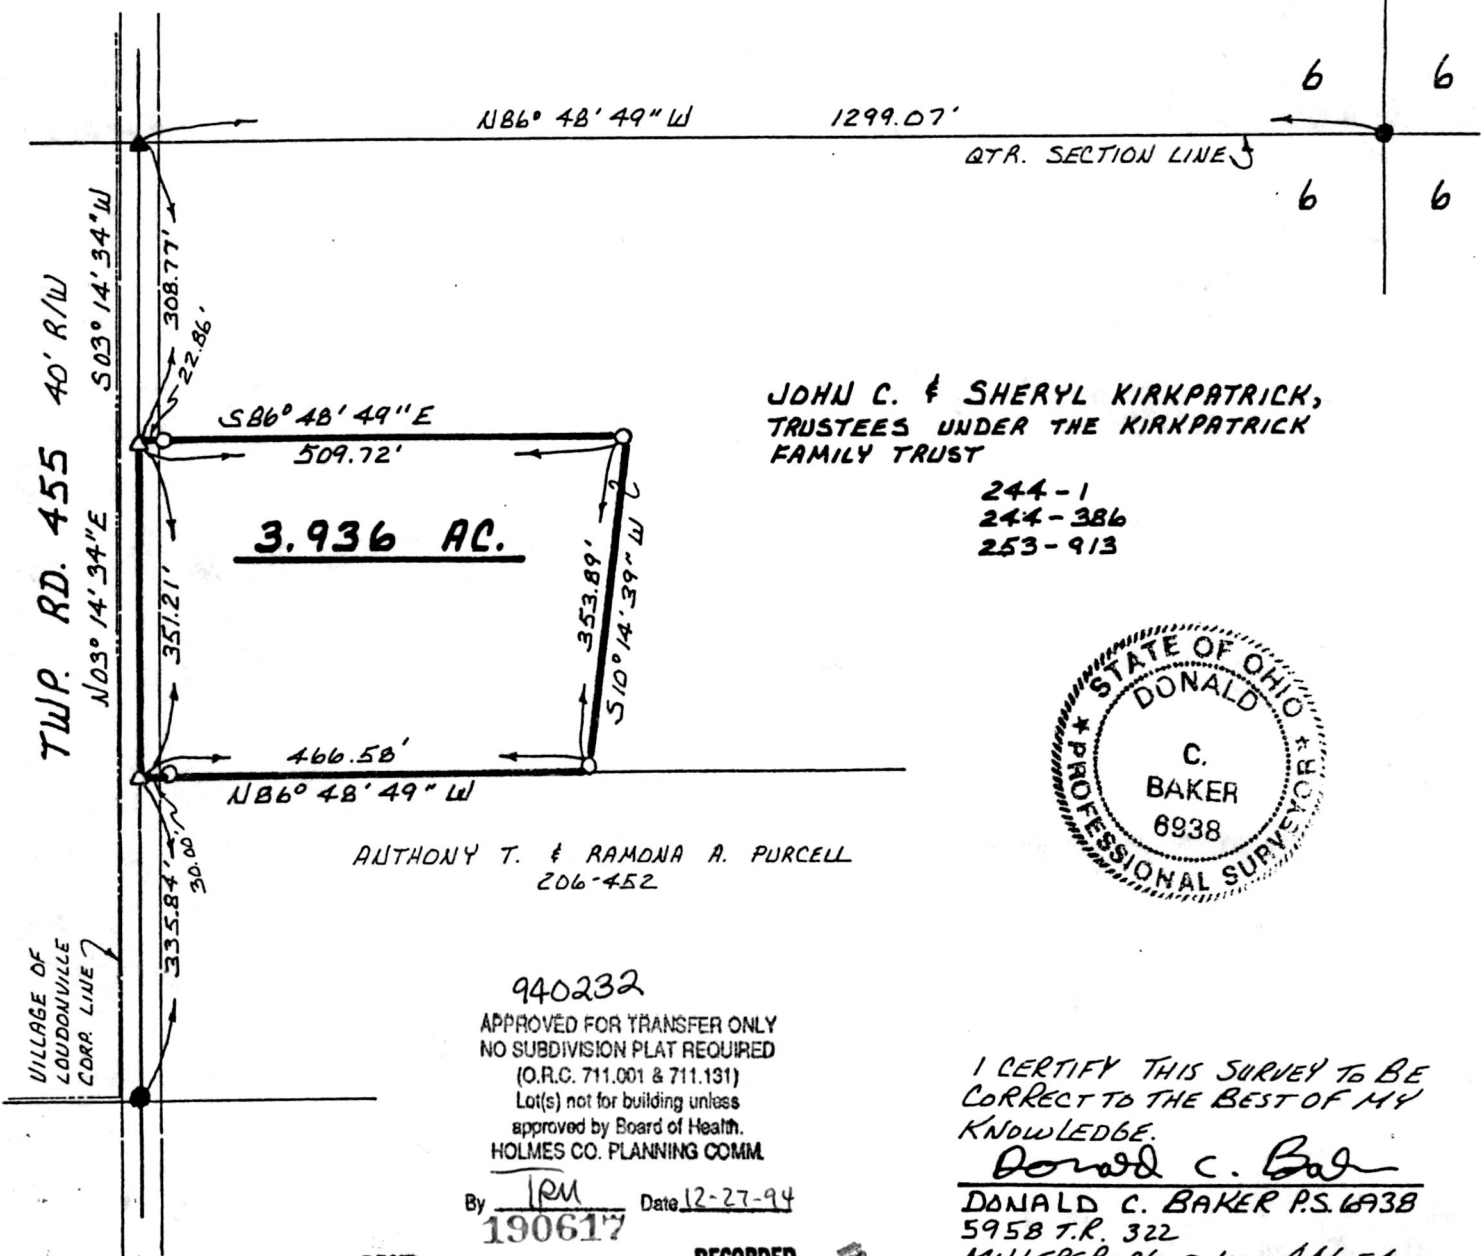 6 6
N86° 48' 49" W 1299.07'
QTR. SECTION LINE
6 6
S03° 14' 34" W
308.77'
22.86'
TWP. RD. 455 40' R/W
N03° 14' 34" E
S86° 48' 49" E
509.72'
JOHN C. & SHERYL KIRKPATRICK,
TRUSTEES UNDER THE KIRKPATRICK
FAMILY TRUST
244-1
244-386
253-913
3.936 AC.
351.21'
353.89'
S10° 14' 39" W
466.58'
N86° 48' 49" W
30.00'
335.84'
STATE OF OHIO
DONALD
C.
BAKER
6938
PROFESSIONAL SURVEYOR
ANTHONY T. & RAMONA A. PURCELL
206-452
VILLAGE OF
LOUDONVILLE
CORP. LINE
940232
APPROVED FOR TRANSFER ONLY
NO SUBDIVISION PLAT REQUIRED
(O.R.C. 711.001 & 711.131)
Lot(s) not for building unless
approved by Board of Health.
HOLMES CO. PLANNING COMM.
By Date 12-27-94
190617
RECORDED
I CERTIFY THIS SURVEY TO BE
CORRECT TO THE BEST OF MY
KNOWLEDGE.
Donald C. Baker
DONALD C. BAKER P.S. 6938
5958 T.R. 322